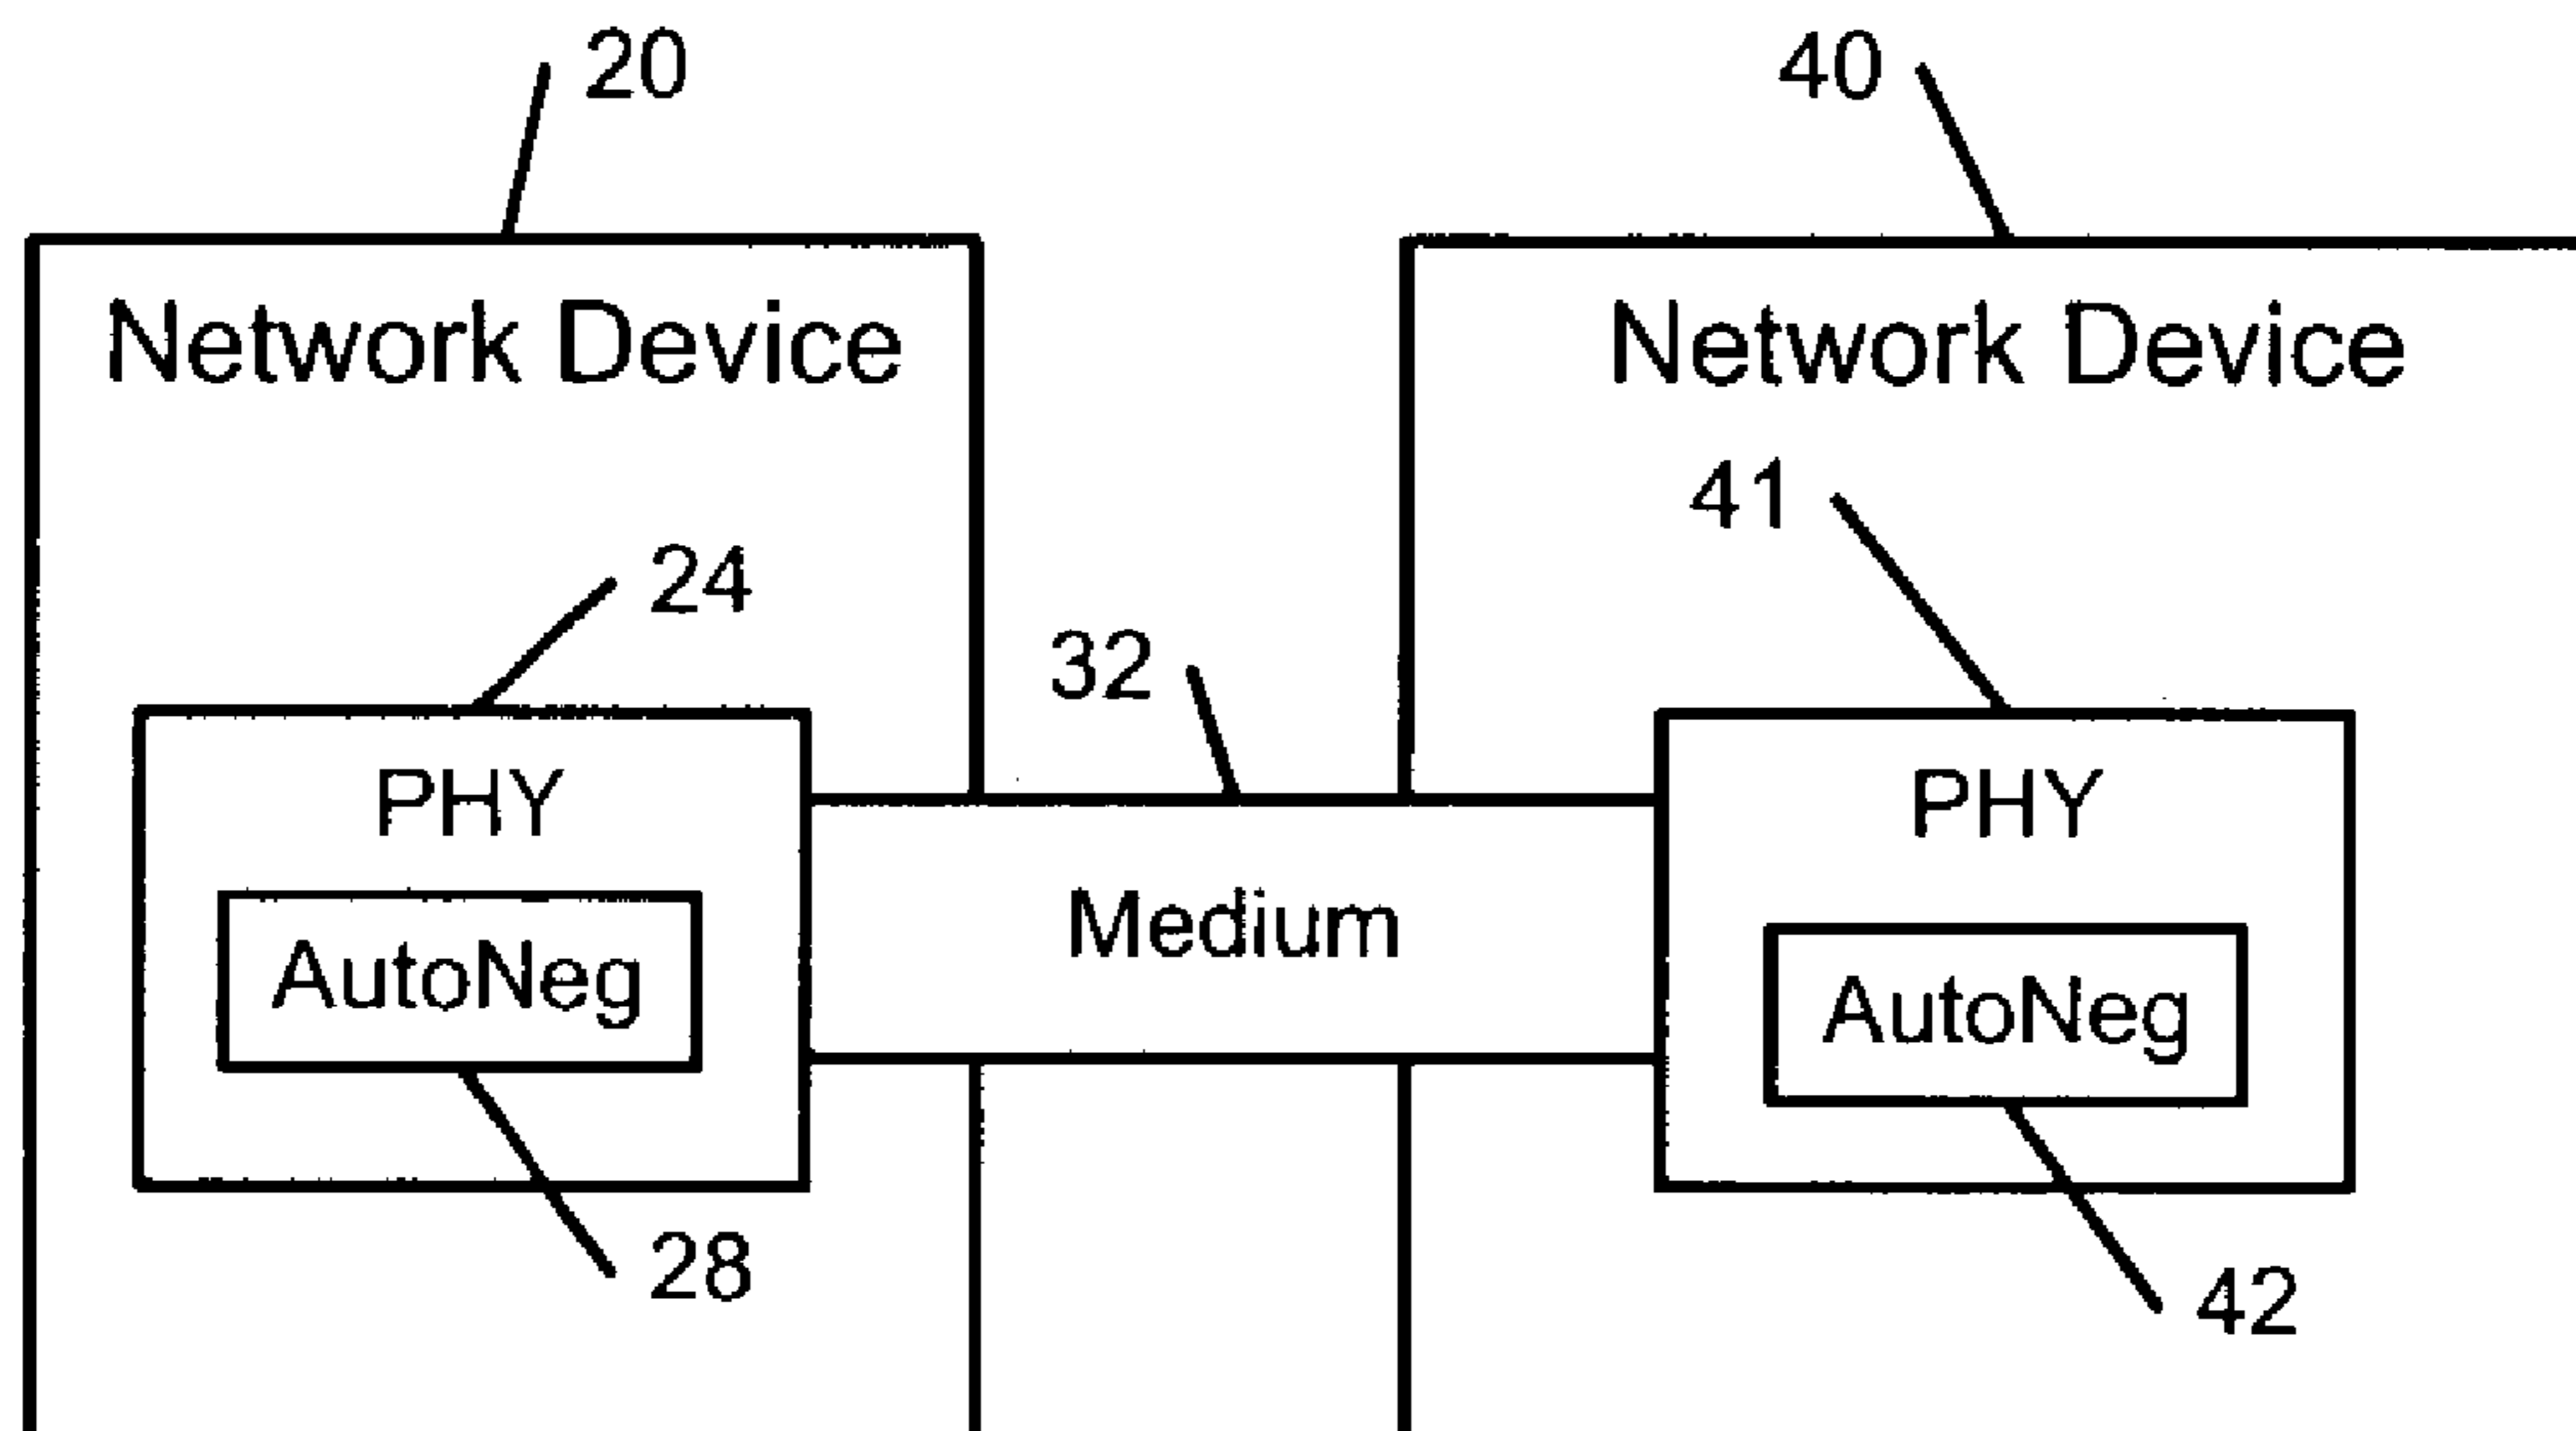 20
40
Network Device
Network Device
41
24
32
PHY
PHY
Medium
AutoNeg
AutoNeg
28
42